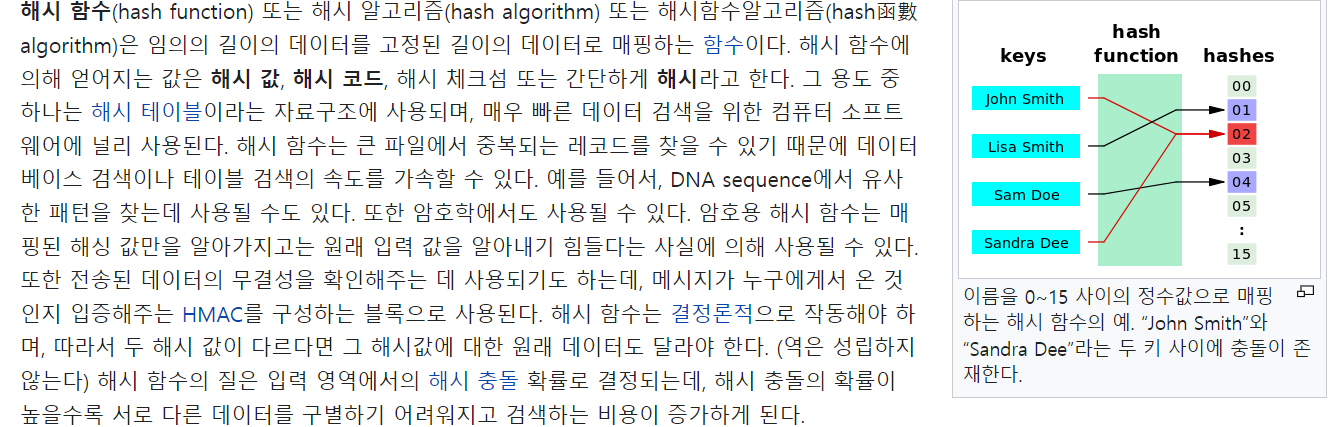 해시 함수(hash function) 또는 해시 알고리즘(hash algorithm) 또는 해시함수알고리즘(hash函數
algorithm)은 임의의 길이의 데이터를 고정된 길이의 데이터로 매핑하는 함수이다. 해시 함수에
의해 얻어지는 값은 해시 값, 해시 코드, 해시 체크섬 또는 간단하게 해시라고 한다. 그 용도 중
하나는 해시 테이블이라는 자료구조에 사용되며, 매우 빠른 데이터 검색을 위한 컴퓨터 소프트
웨어에 널리 사용된다. 해시 함수는 큰 파일에서 중복되는 레코드를 찾을 수 있기 때문에 데이터
베이스 검색이나 테이블 검색의 속도를 가속할 수 있다. 예를 들어서, DNA sequence에서 유사
한 패턴을 찾는데 사용될 수도 있다. 또한 암호학에서도 사용될 수 있다. 암호용 해시 함수는 매
핑된 해싱 값만을 알아가지고는 원래 입력 값을 알아내기 힘들다는 사실에 의해 사용될 수 있다.
또한 전송된 데이터의 무결성을 확인해주는 데 사용되기도 하는데, 메시지가 누구에게서 온 것
인지 입증해주는 HMAC를 구성하는 블록으로 사용된다. 해시 함수는 결정론적으로 작동해야 하
며, 따라서 두 해시 값이 다르다면 그 해시값에 대한 원래 데이터도 달라야 한다. (역은 성립하지
않는다) 해시 함수의 질은 입력 영역에서의 해시 충돌 확률로 결정되는데, 해시 충돌의 확률이
높을수록 서로 다른 데이터를 구별하기 어려워지고 검색하는 비용이 증가하게 된다.
hash
keys function hashes
00
John Smith
01
02
Lisa Smith
03
Sam Doe
04
05
Sandra Dee
:
15
이름을 0~15 사이의 정수값으로 매핑
하는 해시 함수의 예. “John Smith”와
“Sandra Dee”라는 두 키 사이에 충돌이 존
재한다.